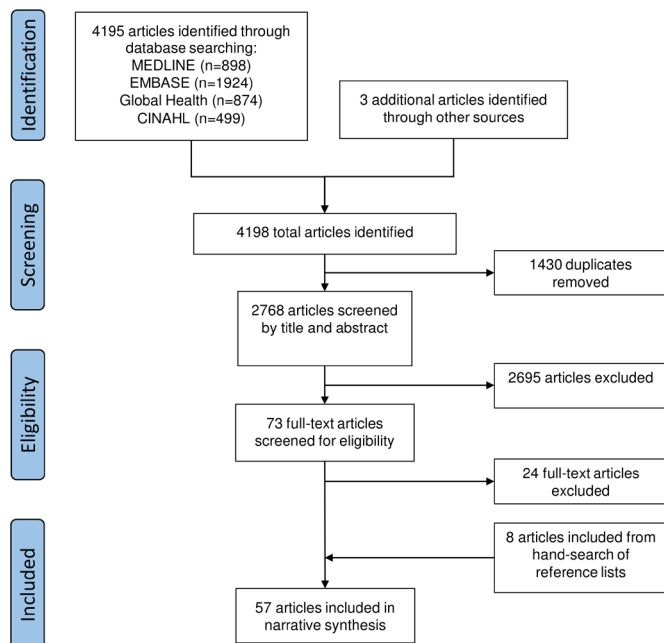 Identification
4195 articles identified through
database searching:
MEDLINE (n=898)
EMBASE (n=1924)
Global Health (n=874)
CINAHL (n=499)
3 additional articles identified
through other sources
Screening
4198 total articles identified
1430 duplicates
removed
2768 articles screened
by title and abstract
Eligibility
2695 articles excluded
73 full-text articles
screened for eligibility
24 full-text articles
excluded
Included
8 articles included from
hand-search of
reference lists
57 articles included in
narrative synthesis